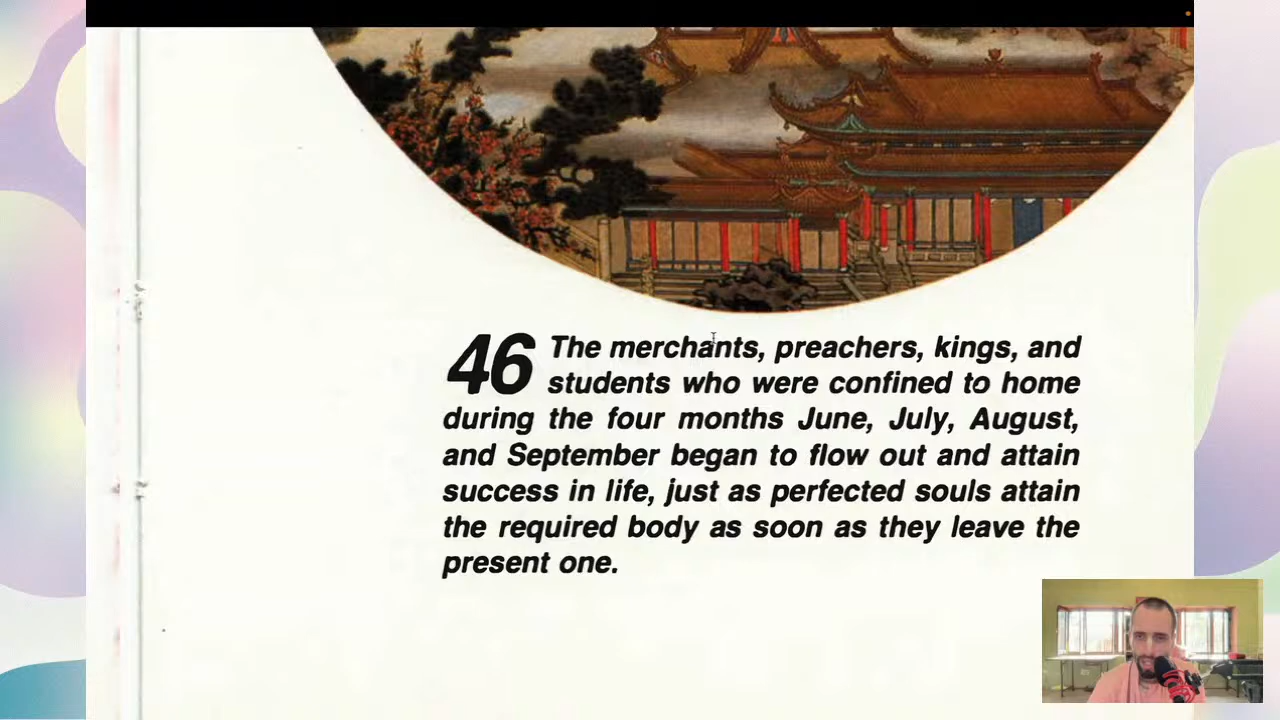 46 The merchants, preachers, kings, and
students who were confined to home
during the four months June, July, August,
and September began to flow out and attain
success in life, just as perfected souls attain
the required body as soon as they leave the
present one.